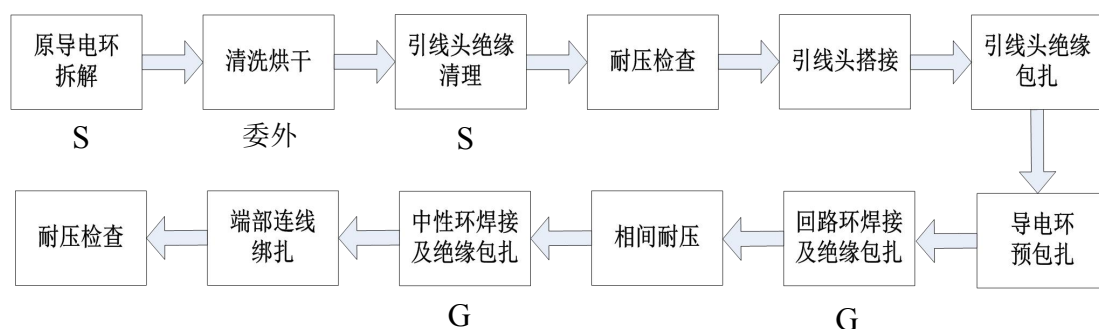 原导电环
拆解
清洗烘干
引线头绝缘
清理
耐压检查
引线头搭接
引线头绝缘
包扎
S
委外
S
导电环
预包扎
回路环焊接
及绝缘包扎
相间耐压
中性环焊接
及绝缘包扎
端部连线
绑扎
耐压检查
G
G